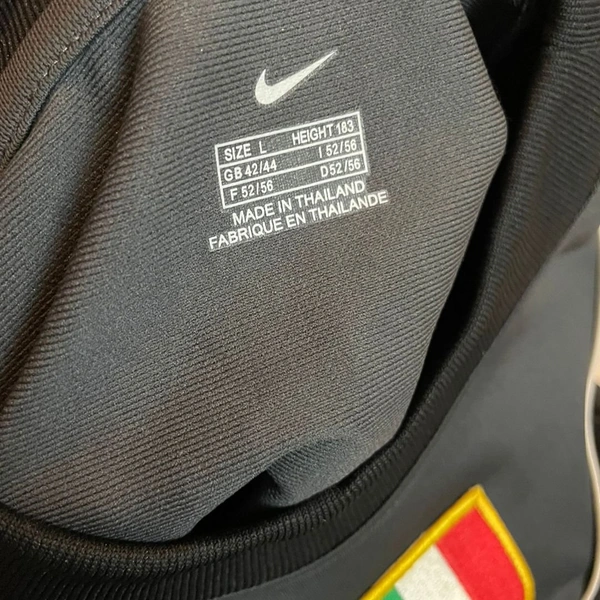 SIZE L HEIGHT 183
GB 42/44 I 52/56
F 52/56 D52/56
MADE IN THAILAND
FABRIQUE EN THAILANDE